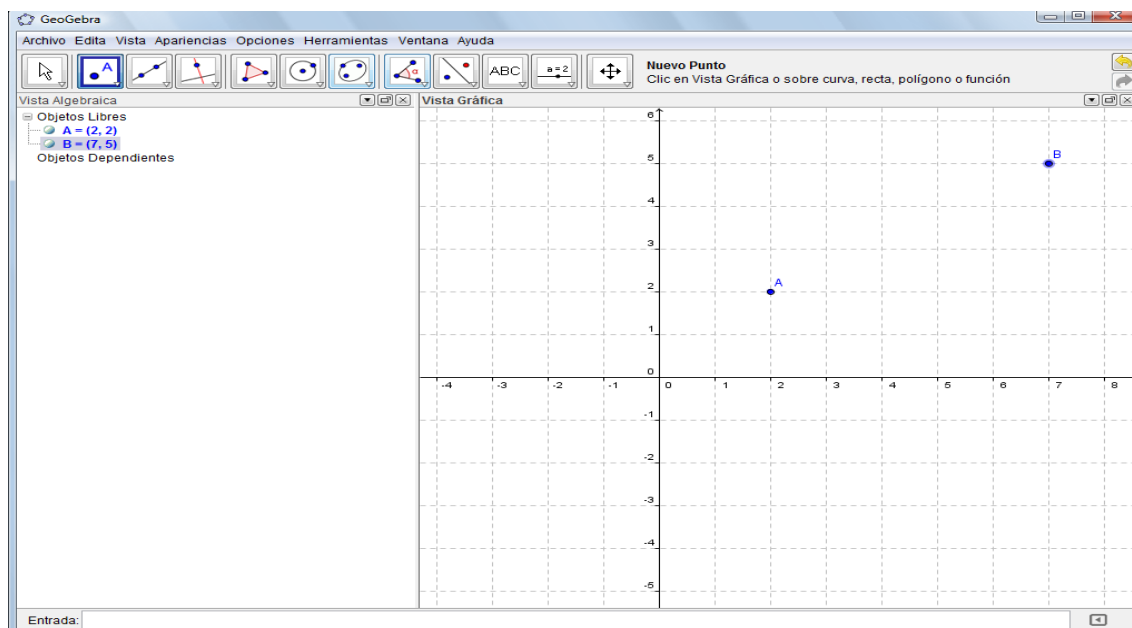 GeoGebra
Archivo Edita Vista Apariencias Opciones Herramientas Ventana Ayuda
A
α
ABC
a = 2
Nuevo Punto
Clic en Vista Gráfica o sobre curva, recta, polígono o función
Vista Algebraica
Objetos Libres
A = (2, 2)
B = (7, 5)
Objetos Dependientes
Vista Gráfica
6
5
B
4
3
2
A
1
0
-4 -3 -2 -1 0 1 2 3 4 5 6 7 8
-1
-2
-3
-4
-5
Entrada: